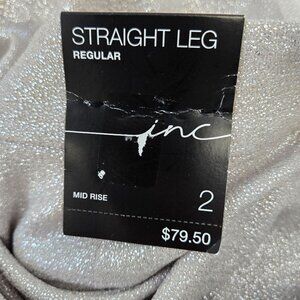 STRAIGHT LEG
REGULAR
inc
MID RISE
2
$79.50